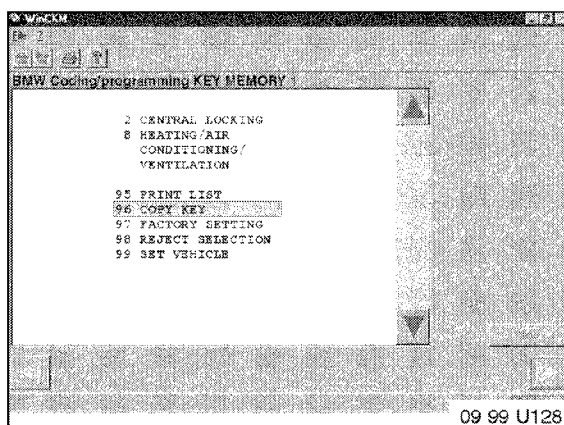 WinCKM
File ?
BMW Coding/programming KEY MEMORY
2 CENTRAL LOCKING
8 HEATING/AIR
CONDITIONING/
VENTILATION
95 PRINT LIST
96 COPY KEY
97 FACTORY SETTING
98 REJECT SELECTION
99 SET VEHICLE
09 99 U128